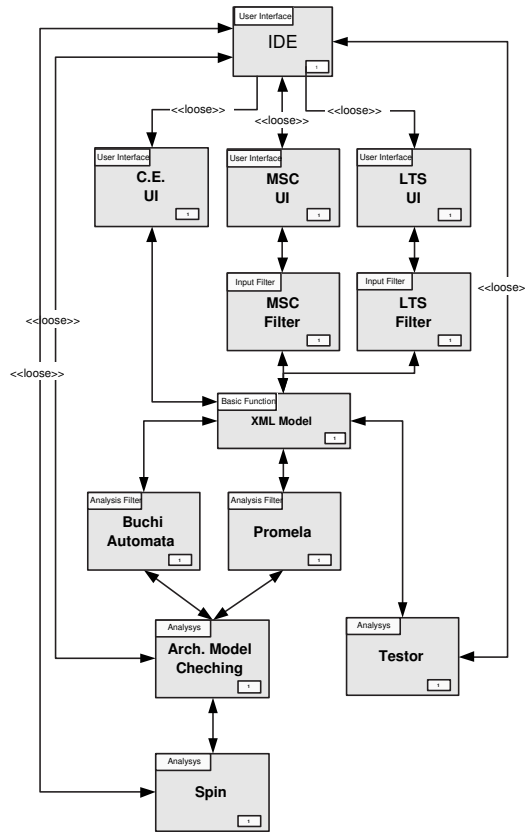 User Interface
IDE
1
<<loose>>
<<loose>>
<<loose>>
User Interface
C.E.
UI
1
User Interface
MSC
UI
1
User Interface
LTS
UI
1
Input Filter
MSC
Filter
1
Input Filter
LTS
Filter
1
<<loose>>
<<loose>>
<<loose>
Basic Function
XML Model
1
Analysis Filter
Buchi
Automata
1
Analysis Filter
Promela
1
Analysys
Arch. Model
Cheching
1
Analysys
Testor
1
Analysys
Spin
1